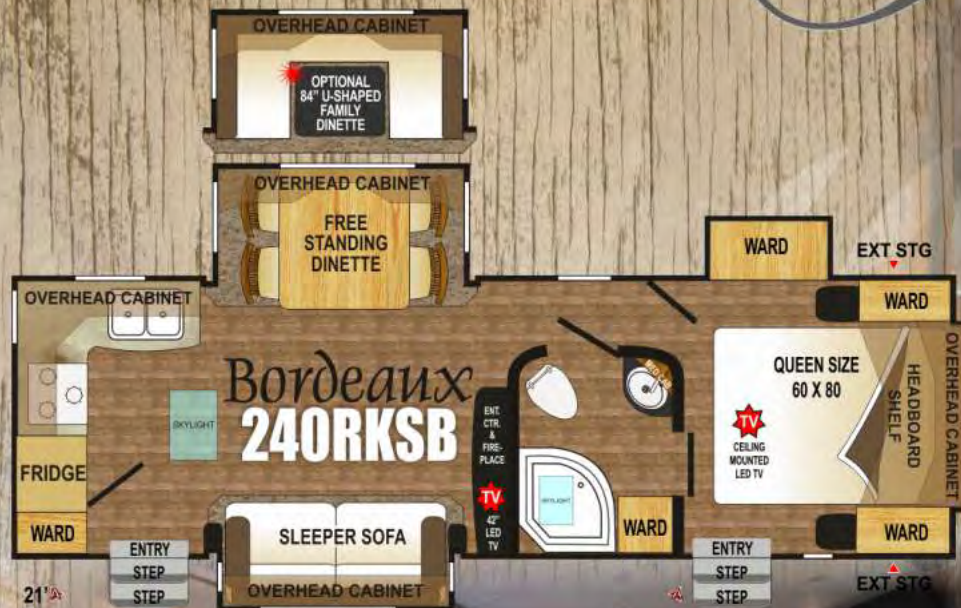 OVERHEAD CABINET
OPTIONAL
84" U-SHAPED
FAMILY
DINETTE
OVERHEAD CABINET
FREE
STANDING
DINETTE
WARD
EXT STG
OVERHEAD CABINET
WARD
Bordeaux
240RKSB
SKYLIGHT
ENT.
CTR.
&
FIRE-
PLACE
TV
42"
LED
TV
QUEEN SIZE
60 X 80
TV
CEILING
MOUNTED
LED TV
HEADBOARD
SHELF
OVERHEAD CABINET
FRIDGE
WARD
SLEEPER SOFA
SKYLIGHT
WARD
WARD
ENTRY
STEP
STEP
OVERHEAD CABINET
ENTRY
STEP
STEP
EXT STG
21'